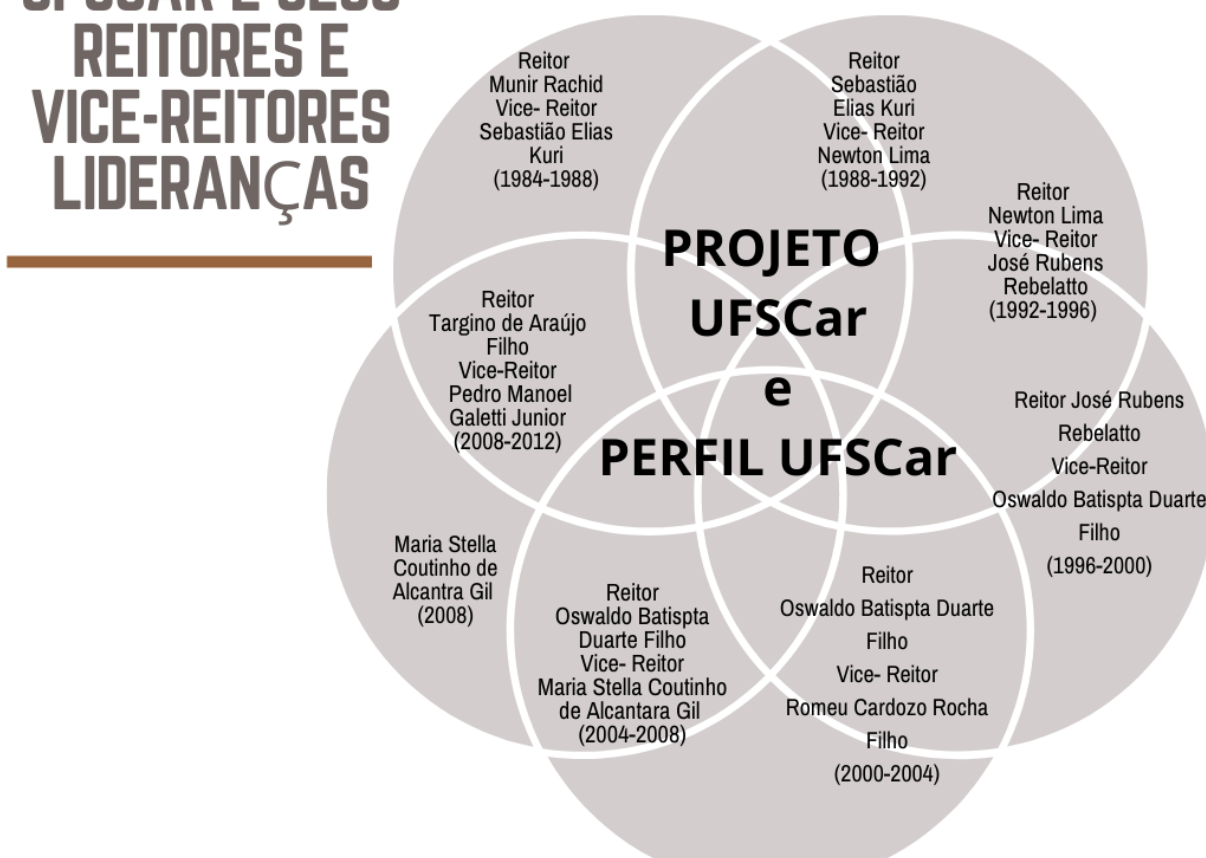 UFSCAR E SEUS
REITORES E
VICE-REITORES
LIDERANÇAS
Reitor
Munir Rachid
Vice- Reitor
Sebastião Elias
Kuri
(1984-1988)
Reitor
Sebastião
Elias Kuri
Vice- Reitor
Newton Lima
(1988-1992)
Reitor
Newton Lima
Vice- Reitor
José Rubens
Rebelatto
(1992-1996)
PROJETO
UFSCar
e
PERFIL UFSCar
Reitor
Targino de Araújo
Filho
Vice-Reitor
Pedro Manoel
Galetti Junior
(2008-2012)
Reitor José Rubens
Rebelatto
Vice-Reitor
Oswaldo Batispta Duarte
Filho
(1996-2000)
Maria Stella
Coutinho de
Alcantra Gil
(2008)
Reitor
Oswaldo Batispta
Duarte Filho
Vice- Reitor
Maria Stella Coutinho
de Alcantara Gil
(2004-2008)
Reitor
Oswaldo Batispta Duarte
Filho
Vice- Reitor
Romeu Cardozo Rocha
Filho
(2000-2004)